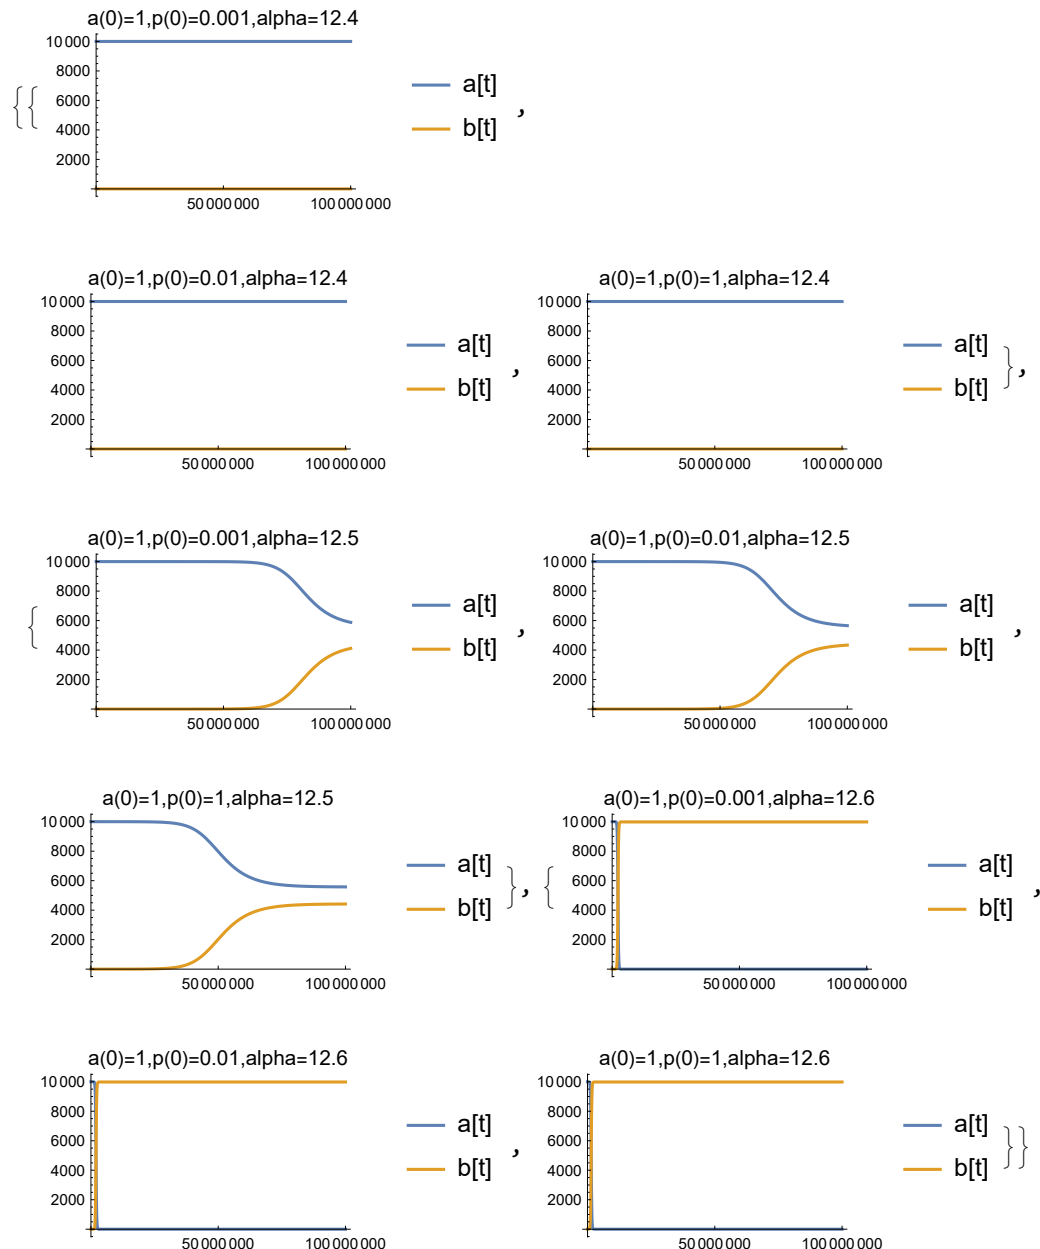 a(0)=1,p(0)=0.001,alpha=12.4
10000
8000
6000
4000
2000
50000000 100000000
{{
a[t]
b[t]
,
a(0)=1,p(0)=0.01,alpha=12.4
10000
8000
6000
4000
2000
50000000 100000000
a[t]
b[t]
,
a(0)=1,p(0)=1,alpha=12.4
10000
8000
6000
4000
2000
50000000 100000000
a[t]
b[t]
},
a(0)=1,p(0)=0.001,alpha=12.5
10000
8000
6000
4000
2000
50000000 100000000
{
a[t]
b[t]
,
a(0)=1,p(0)=0.01,alpha=12.5
10000
8000
6000
4000
2000
50000000 100000000
a[t]
b[t]
,
a(0)=1,p(0)=1,alpha=12.5
10000
8000
6000
4000
2000
50000000 100000000
a[t]
b[t]
}, {
a(0)=1,p(0)=0.001,alpha=12.6
10000
8000
6000
4000
2000
50000000 100000000
a[t]
b[t]
,
a(0)=1,p(0)=0.01,alpha=12.6
10000
8000
6000
4000
2000
50000000 100000000
a[t]
b[t]
,
a(0)=1,p(0)=1,alpha=12.6
10000
8000
6000
4000
2000
50000000 100000000
a[t]
b[t]
}}